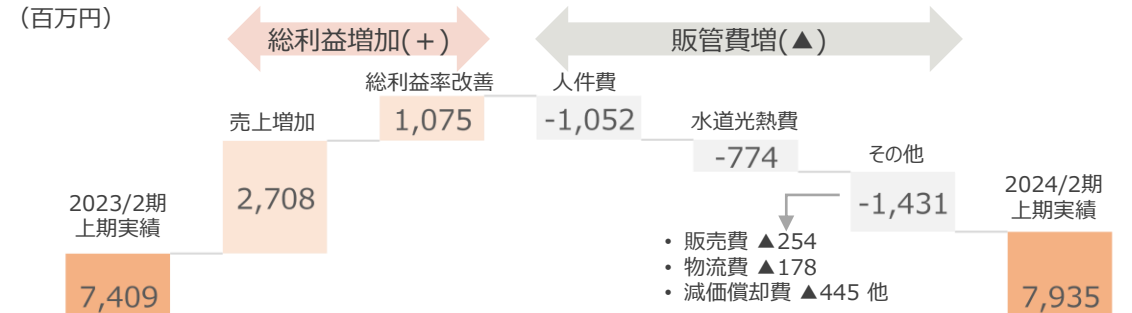 （百万円）
総利益増加(＋)
販管費増(▲)
2023/2期
上期実績
7,409
売上増加
2,708
総利益率改善
1,075
人件費
-1,052
水道光熱費
-774
その他
-1,431
• 販売費 ▲254
• 物流費 ▲178
• 減価償却費 ▲445 他
2024/2期
上期実績
7,935